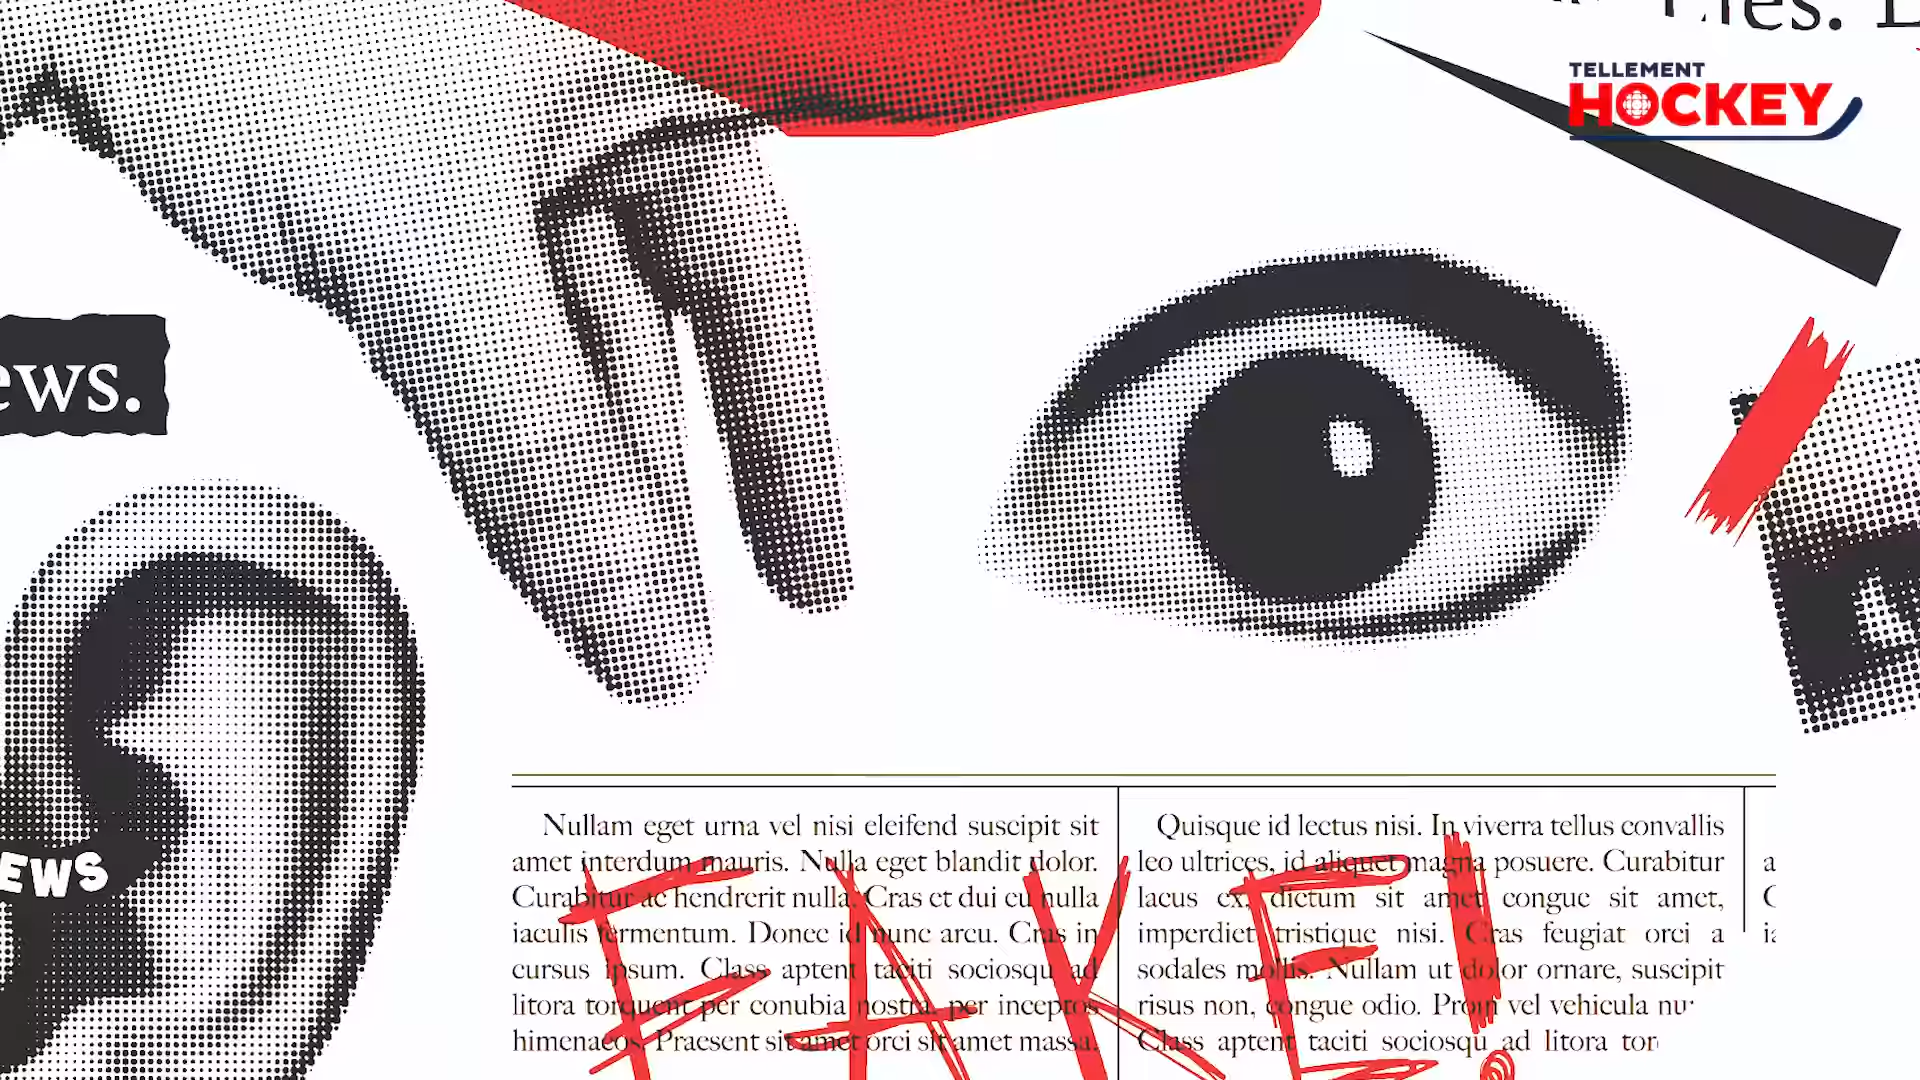 TELLEMENT
HOCKEY
ews.
EWS
Nullam eget urna vel nisi eleifend suscipit sit
amet interdum mauris. Nulla eget blandit dolor.
Curabitur ac hendrerit nulla. Cras et dui eu nulla
iaculis fermentum. Donec id nunc arcu. Cras in
cursus ipsum. Class aptent taciti sociosqu ad
litora torquent per conubia nostra, per inceptos
himenaeos. Praesent sit amet orci sit amet massa.
Quisque id lectus nisi. In viverra tellus convallis
leo ultrices, id aliquet magna posuere. Curabitur
lacus ex, dictum sit amet congue sit amet,
imperdiet tristique nisi. Cras feugiat orci a
sodales mollis. Nullam ut dolor ornare, suscipit
risus non, congue odio. Proin vel vehicula nu
Class aptent taciti sociosqu ad litora tor
FAKE!